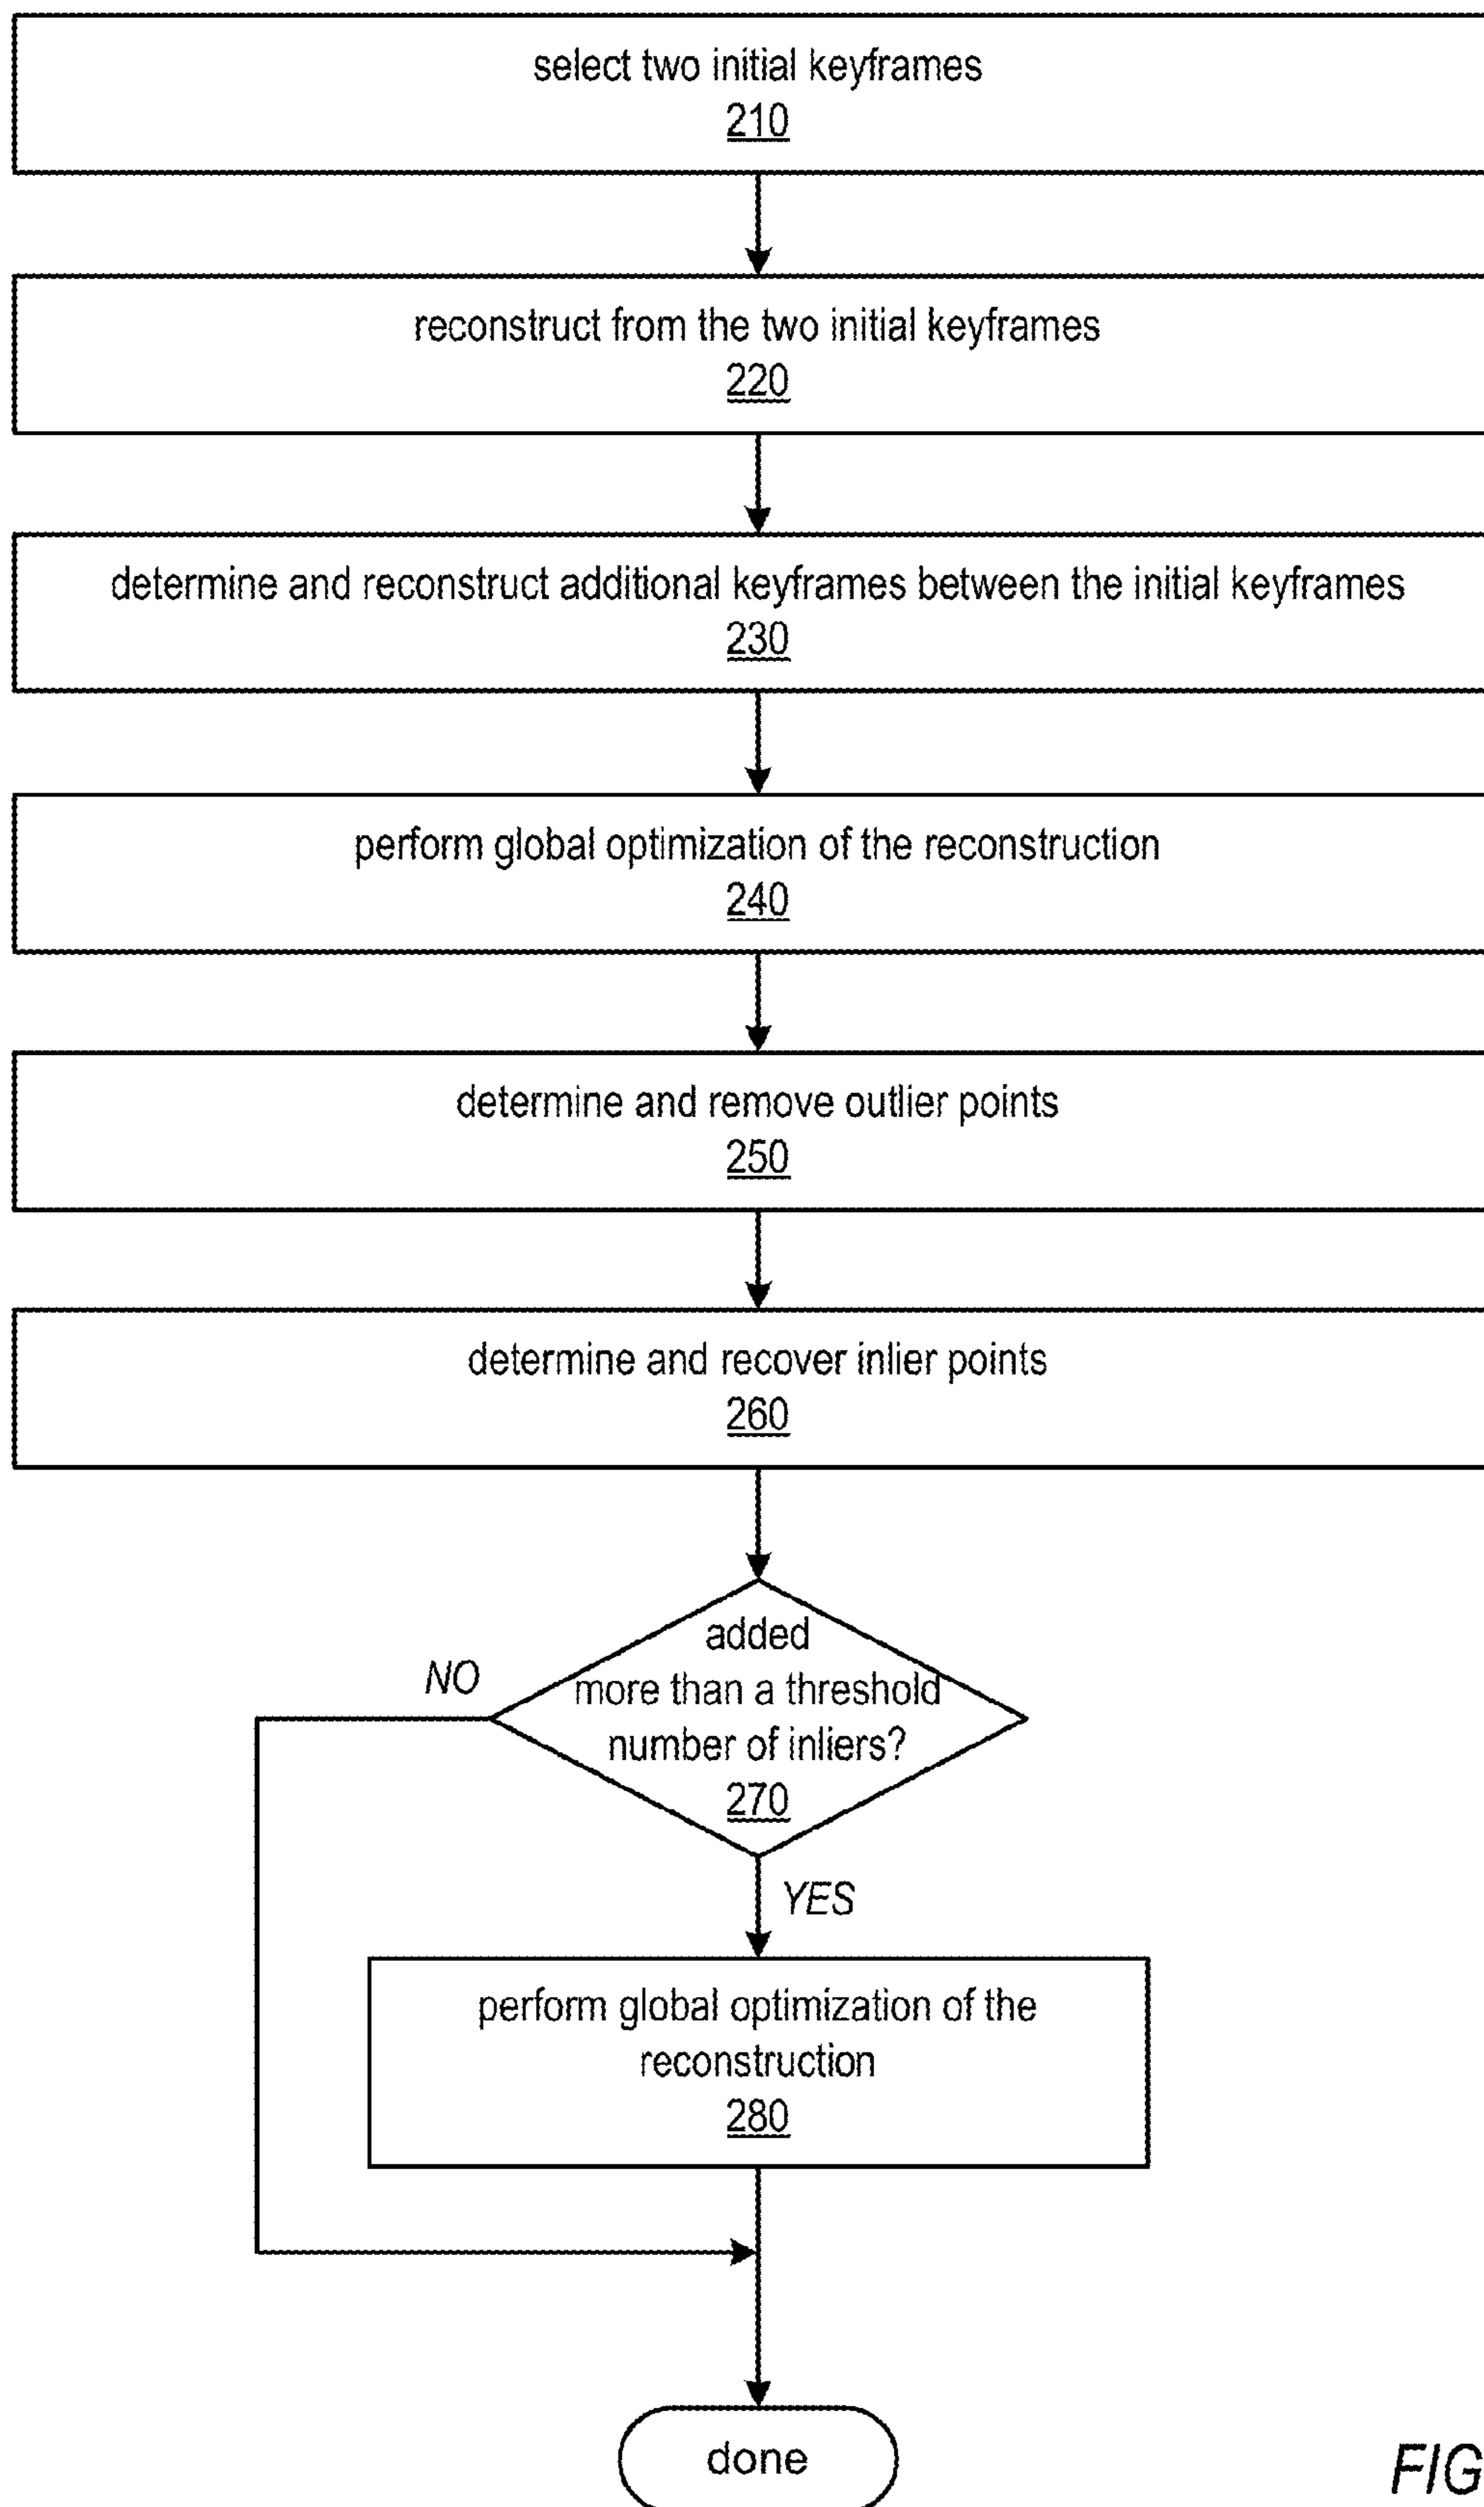 select two initial keyframes
210
reconstruct from the two initial keyframes
220
determine and reconstruct additional keyframes between the initial keyframes
230
perform global optimization of the reconstruction
240
determine and remove outlier points
250
determine and recover inlier points
260
added
more than a threshold
number of inliers?
270
NO
YES
perform global optimization of the
reconstruction
280
done
FIG